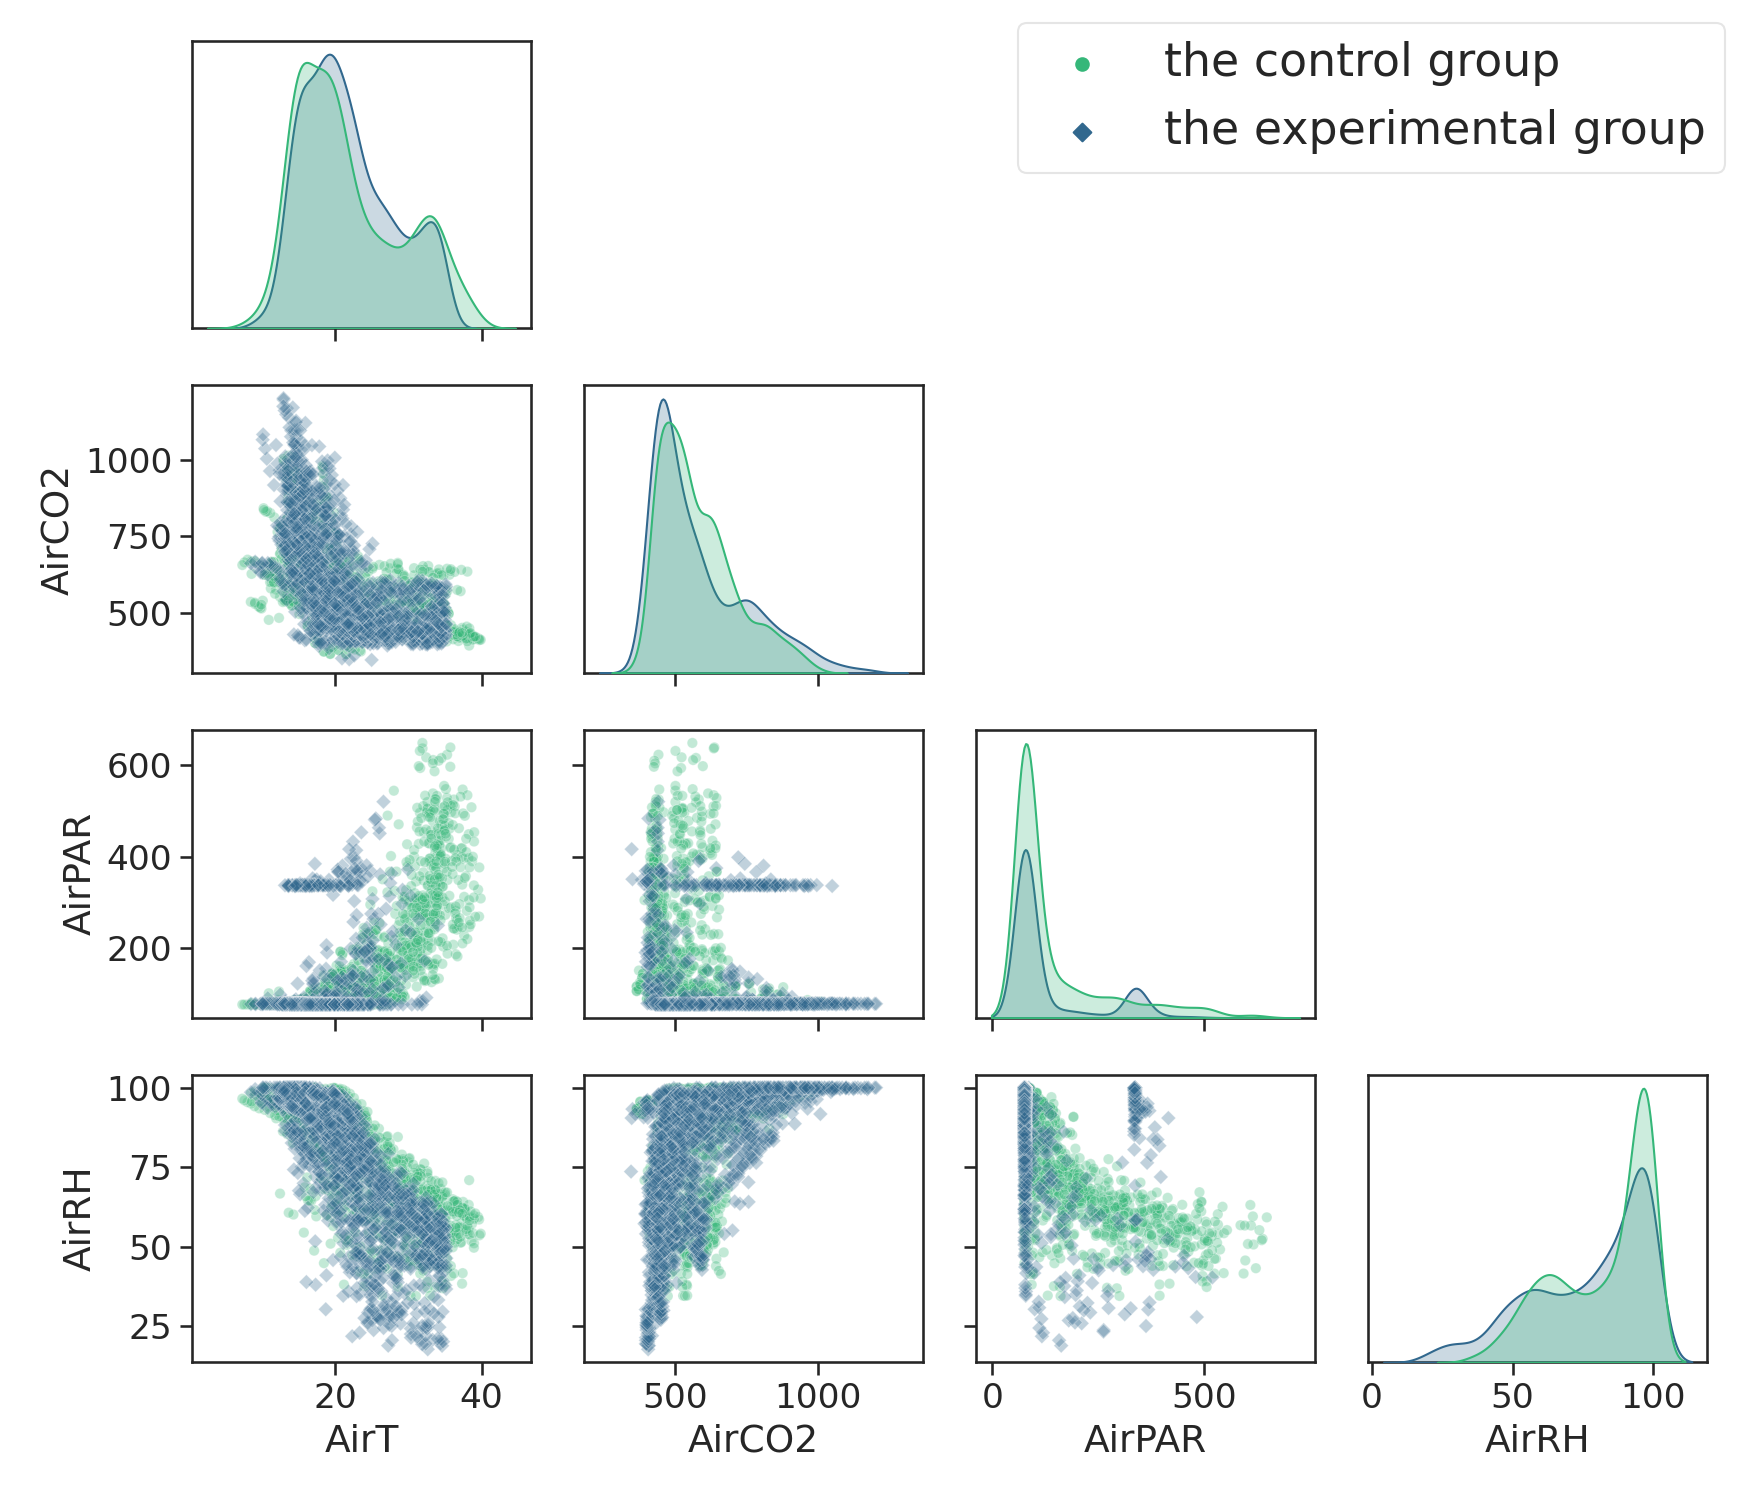 the control group
the experimental group
1000
750
500
AirCO2
600
400
200
AirPAR
100
75
50
25
AirRH
20 40 500 1000 0 500 0 50 100
AirT AirCO2 AirPAR AirRH